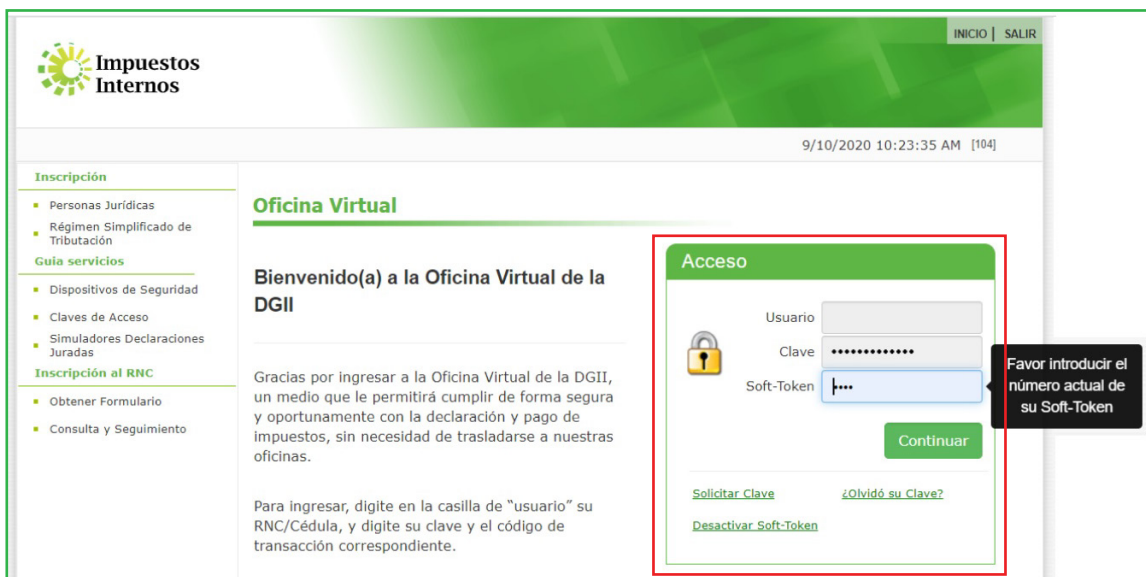 INICIO | SALIR
Impuestos
Internos
9/10/2020 10:23:35 AM [104]
Inscripción
Personas Jurídicas
Régimen Simplificado de
Tributación
Guia servicios
Dispositivos de Seguridad
Claves de Acceso
Simuladores Declaraciones
Juradas
Inscripción al RNC
Obtener Formulario
Consulta y Seguimiento
Oficina Virtual
Bienvenido(a) a la Oficina Virtual de la
DGII
Gracias por ingresar a la Oficina Virtual de la DGII,
un medio que le permitirá cumplir de forma segura
y oportunamente con la declaración y pago de
impuestos, sin necesidad de trasladarse a nuestras
oficinas.
Para ingresar, digite en la casilla de “usuario” su
RNC/Cédula, y digite su clave y el código de
transacción correspondiente.
Acceso
Usuario
Clave •••••••••••••
Soft-Token ••••
Favor introducir el
número actual de
su Soft-Token
Continuar
Solicitar Clave ¿Olvidó su Clave?
Desactivar Soft-Token